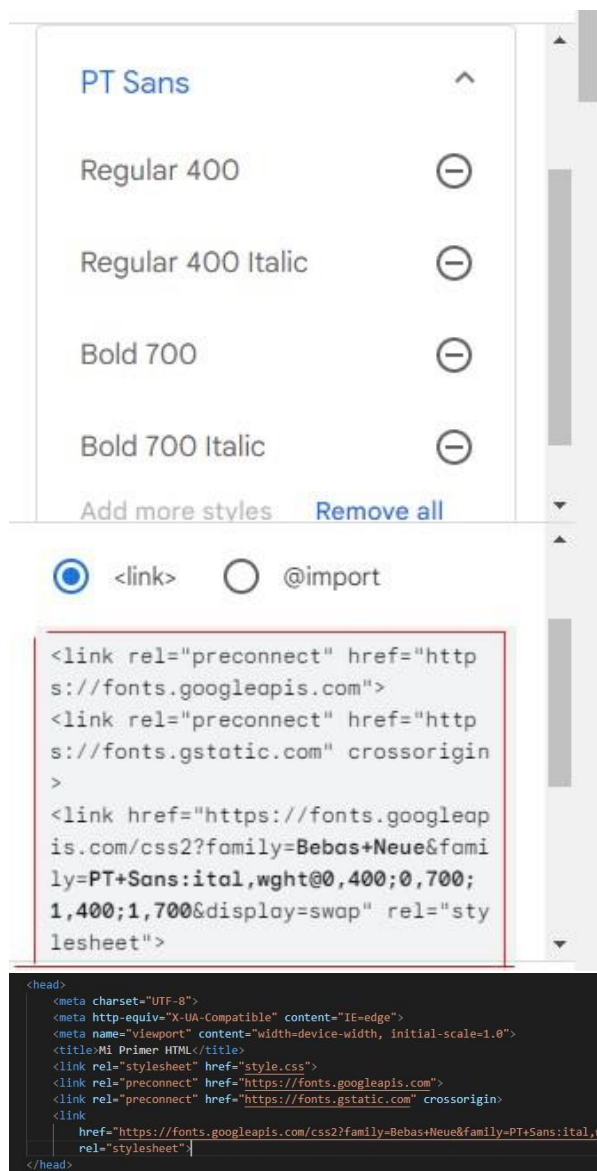 PT Sans
Regular 400
Regular 400 Italic
Bold 700
Bold 700 Italic
Add more styles Remove all
<link> @import
<link rel="preconnect" href="http
s://fonts.googleapis.com">
<link rel="preconnect" href="http
s://fonts.gstatic.com" crossorigin
>
<link href="https://fonts.googleap
is.com/css2?family=Bebas+Neue&fami
ly=PT+Sans:ital,wght@0,400;0,700;
1,400;1,700&display=swap" rel="sty
lesheet">
<head>
<meta charset="UTF-8">
<meta http-equiv="X-UA-Compatible" content="IE=edge">
<meta name="viewport" content="width=device-width, initial-scale=1.0">
<title>Mi Primer HTML</title>
<link rel="stylesheet" href="style.css">
<link rel="preconnect" href="https://fonts.googleapis.com">
<link rel="preconnect" href="https://fonts.gstatic.com" crossorigin>
<link
href="https://fonts.googleapis.com/css2?family=Bebas+Neue&family=PT+Sans:ital,
rel="stylesheet">
</head>